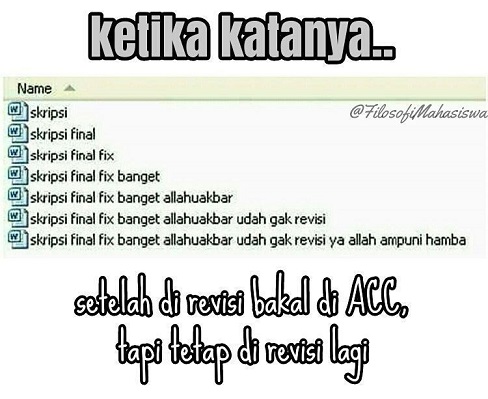 ketika katanya..
Name
@FilosofiMahasiswa
skripsi
skripsi final
skripsi final fix
skripsi final fix banget
skripsi final fix banget allahuakbar
skripsi final fix banget allahuakbar udah gak revisi
skripsi final fix banget allahuakbar udah gak revisi ya allah ampuni hamba
setelah di revisi bakal di ACC,
tapi tetap di revisi lagi